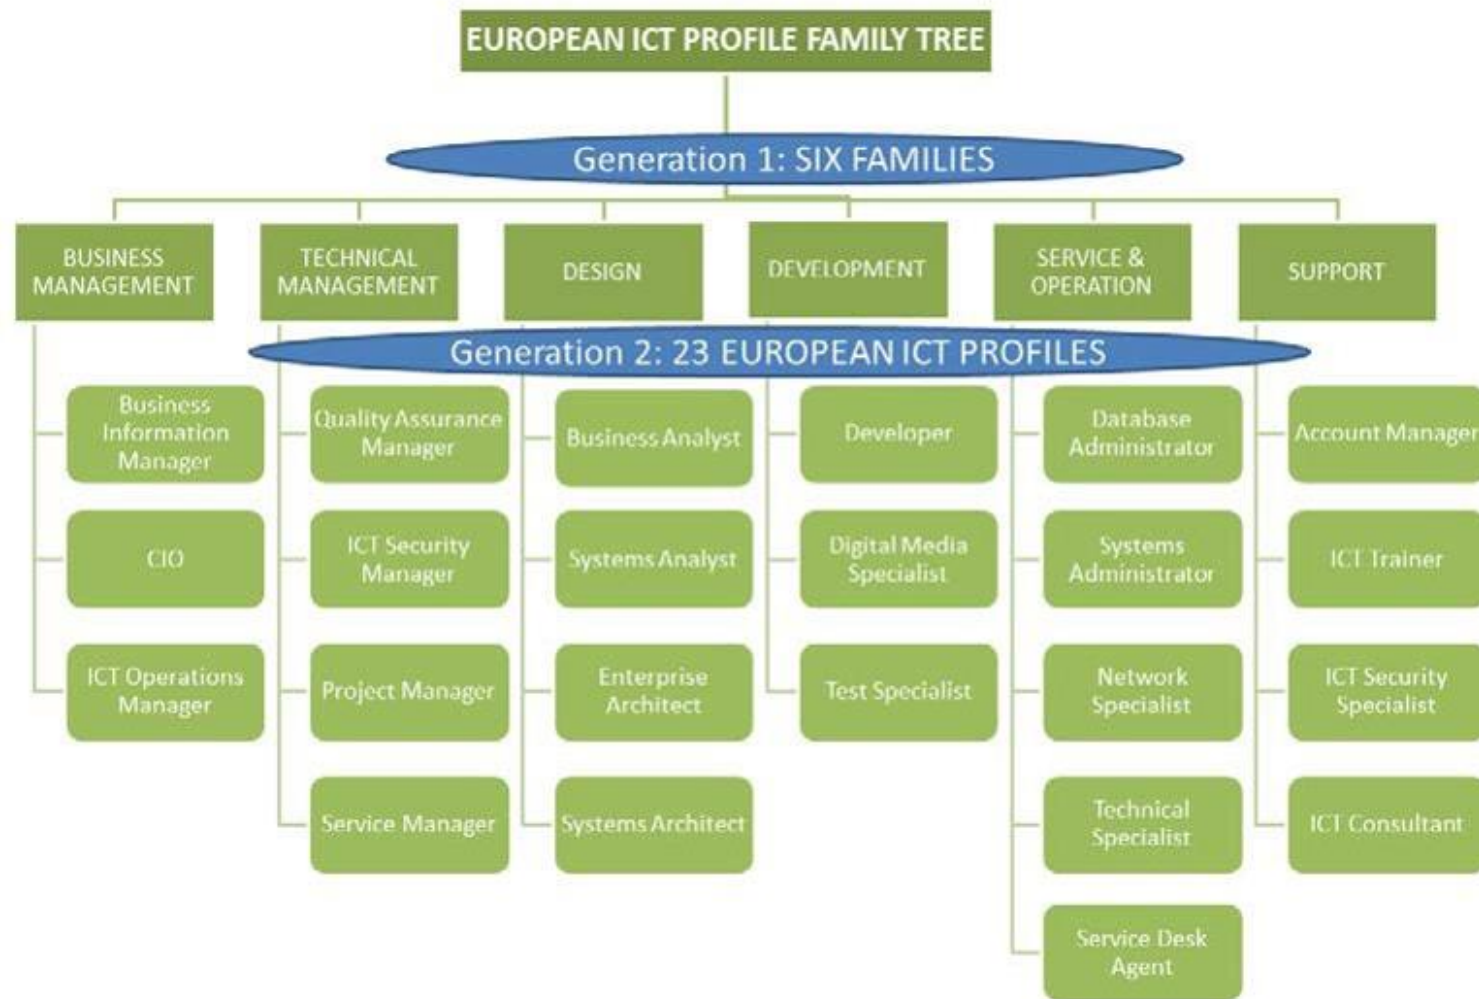 EUROPEAN ICT PROFILE FAMILY TREE
Generation 1: SIX FAMILIES
BUSINESS
MANAGEMENT
TECHNICAL
MANAGEMENT
DESIGN
DEVELOPMENT
SERVICE &
OPERATION
SUPPORT
Generation 2: 23 EUROPEAN ICT PROFILES
Business
Information
Manager
CIO
ICT Operations
Manager
Quality Assurance
Manager
ICT Security
Manager
Project Manager
Service Manager
Business Analyst
Systems Analyst
Enterprise
Architect
Systems Architect
Developer
Digital Media
Specialist
Test Specialist
Database
Administrator
Systems
Administrator
Network
Specialist
Technical
Specialist
Service Desk
Agent
Account Manager
ICT Trainer
ICT Security
Specialist
ICT Consultant